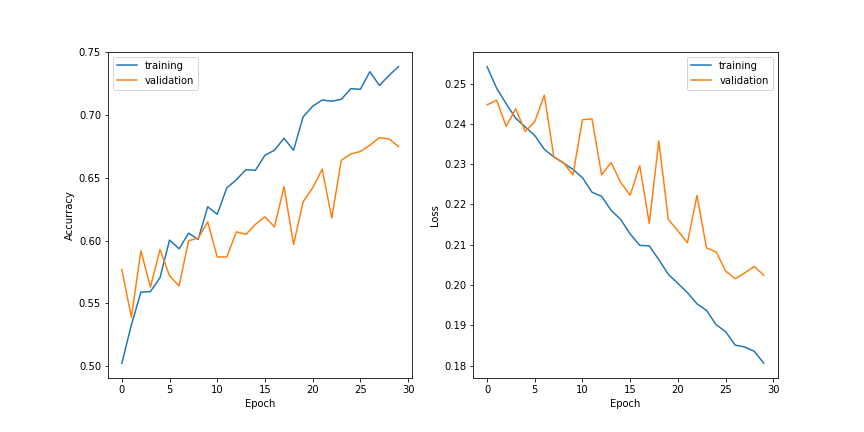 training
validation
0.75
0.70
0.65
0.60
0.55
0.50
Accurracy
0 5 10 15 20 25 30
Epoch
training
validation
0.25
0.24
0.23
0.22
0.21
0.20
0.19
0.18
Loss
0 5 10 15 20 25 30
Epoch